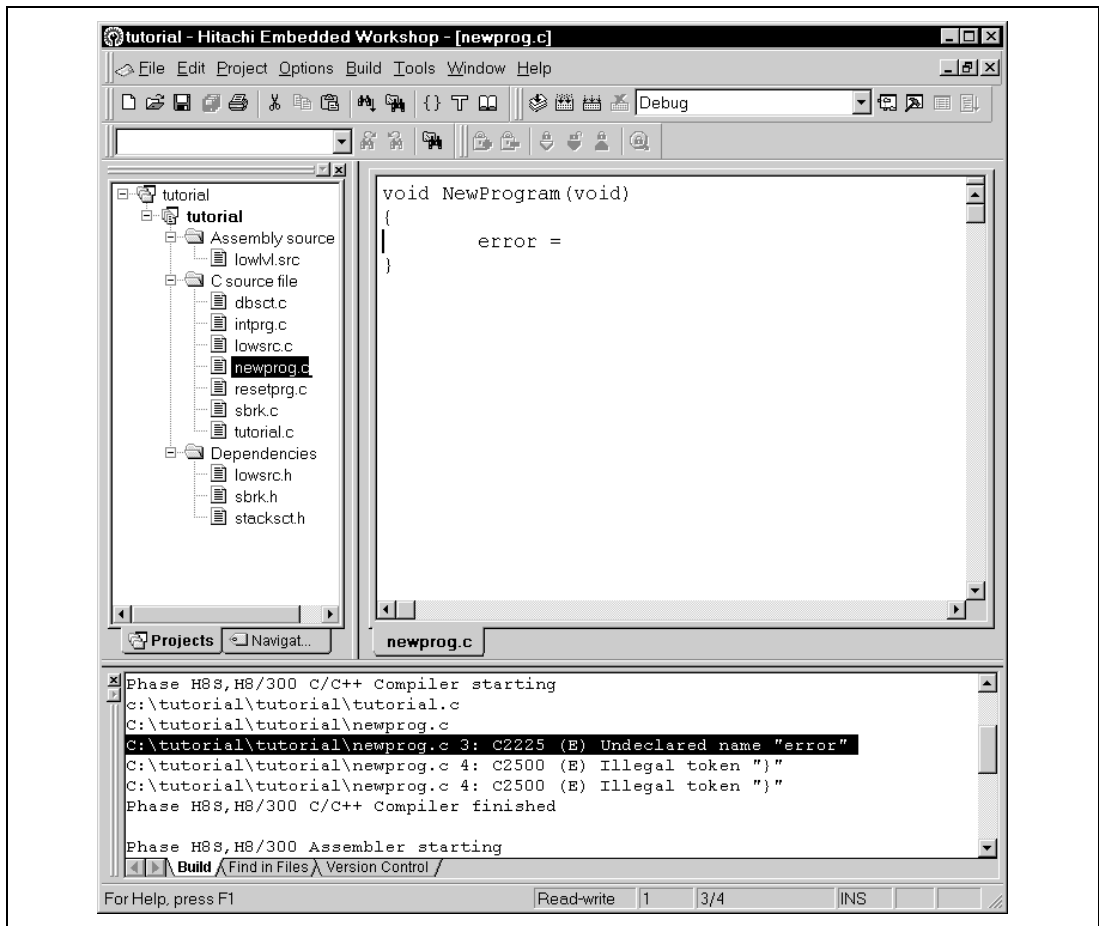 tutorial - Hitachi Embedded Workshop - [newprog.c]
File Edit Project Options Build Tools Window Help
Debug
tutorial
tutorial
Assembly source
lowlvl.src
C source file
dbsct.c
intprg.c
lowsrc.c
newprog.c
resetprg.c
sbrk.c
tutorial.c
Dependencies
lowsrc.h
sbrk.h
stacksct.h
Projects Navigat...
void NewProgram(void)
{
error =
}
newprog.c
Phase H8S,H8/300 C/C++ Compiler starting
c:\tutorial\tutorial\tutorial.c
C:\tutorial\tutorial\newprog.c
C:\tutorial\tutorial\newprog.c 3: C2225 (E) Undeclared name "error"
C:\tutorial\tutorial\newprog.c 4: C2500 (E) Illegal token "}"
C:\tutorial\tutorial\newprog.c 4: C2500 (E) Illegal token "}"
Phase H8S,H8/300 C/C++ Compiler finished
Phase H8S,H8/300 Assembler starting
Build Find in Files Version Control
For Help, press F1 Read-write 1 3/4 INS